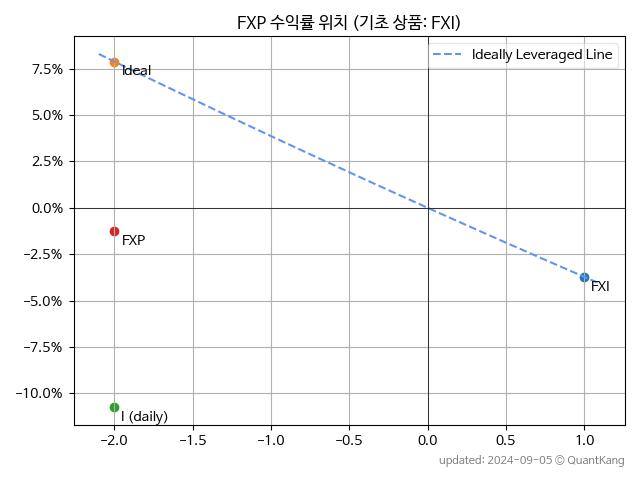 FXP 수익률 위치 (기초 상품: FXI)
Ideally Leveraged Line
7.5%
Ideal
5.0%
2.5%
0.0%
FXP
−2.5%
FXI
−5.0%
−7.5%
−10.0%
I (daily)
−2.0 −1.5 −1.0 −0.5 0.0 0.5 1.0
updated: 2024-09-05 © QuantKang